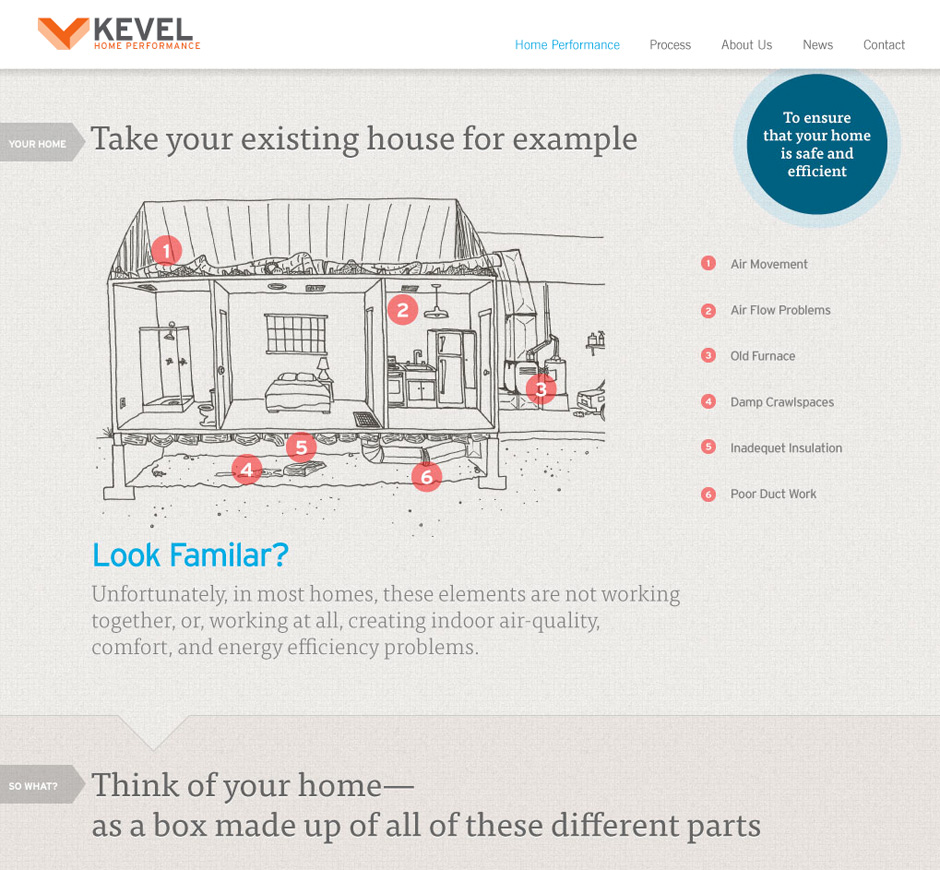 KEVEL
HOME PERFORMANCE
Home Performance
Process
About Us
News
Contact
To ensure
that your home
is safe and
efficient
YOUR HOME
Take your existing house for example
1
2
3
4
5
6
1 Air Movement
2 Air Flow Problems
3 Old Furnace
4 Damp Crawlspaces
5 Inadequet Insulation
6 Poor Duct Work
Look Familar?
Unfortunately, in most homes, these elements are not working
together, or, working at all, creating indoor air-quality,
comfort, and energy efficiency problems.
SO WHAT?
Think of your home—
as a box made up of all of these different parts